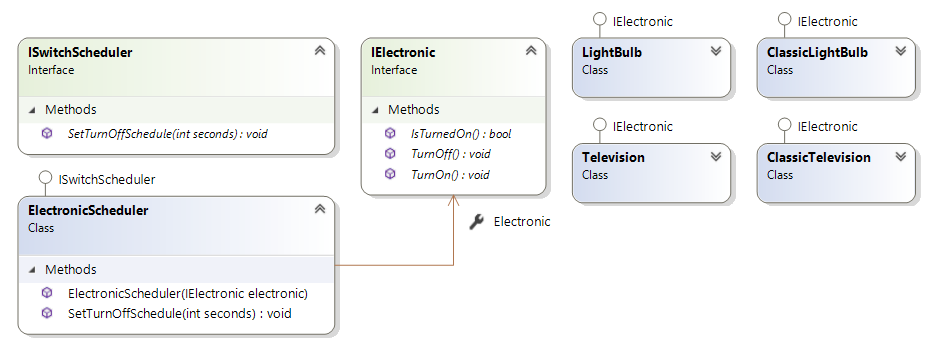 ISwitchScheduler
Interface
Methods
SetTurnOffSchedule(int seconds) : void
ISwitchScheduler
ElectronicScheduler
Class
Methods
ElectronicScheduler(IElectronic electronic)
SetTurnOffSchedule(int seconds) : void
IElectronic
Interface
Methods
IsTurnedOn() : bool
TurnOff() : void
TurnOn() : void
Electronic
IElectronic
LightBulb
Class
IElectronic
ClassicLightBulb
Class
IElectronic
Television
Class
IElectronic
ClassicTelevision
Class